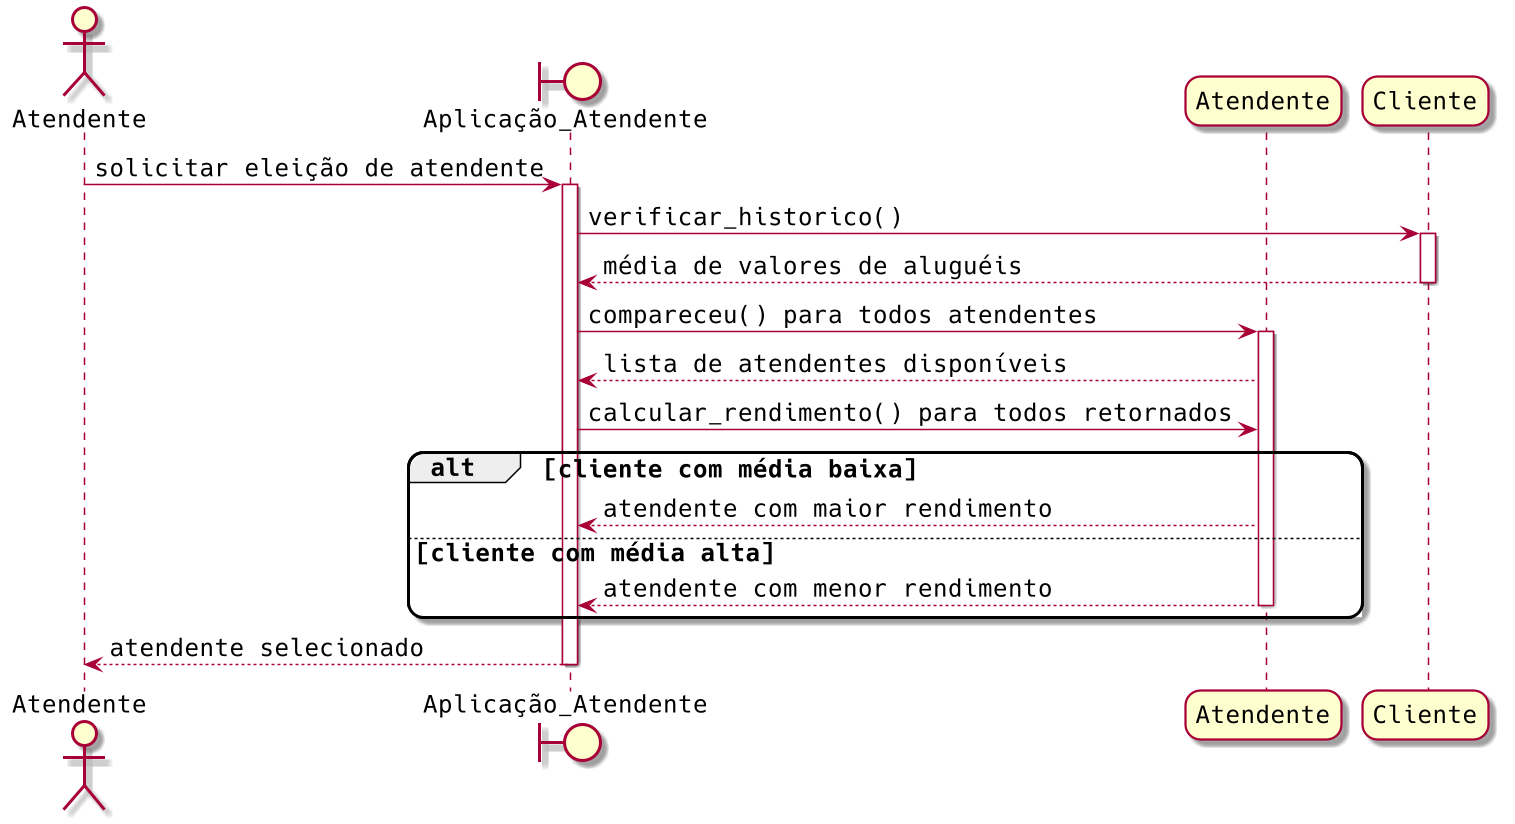 Atendente
Aplicação_Atendente
Atendente
Cliente
solicitar eleição de atendente
verificar_historico()
média de valores de aluguéis
compareceu() para todos atendentes
lista de atendentes disponíveis
calcular_rendimento() para todos retornados
alt [cliente com média baixa]
atendente com maior rendimento
[cliente com média alta]
atendente com menor rendimento
atendente selecionado
Atendente
Aplicação_Atendente
Atendente
Cliente